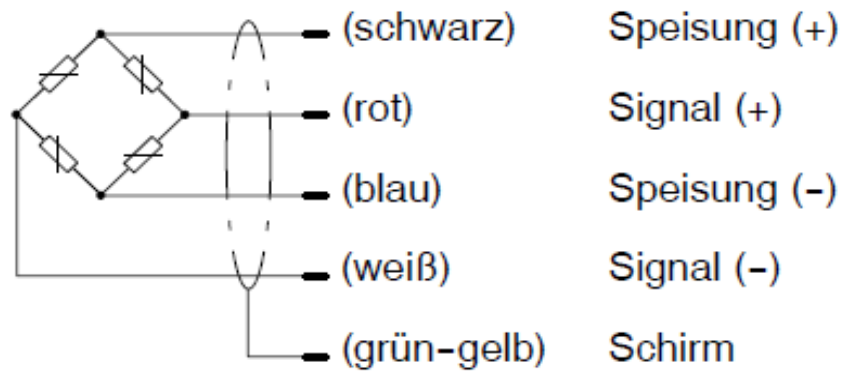 (schwarz) Speisung (+)
(rot) Signal (+)
(blau) Speisung (-)
(weiß) Signal (-)
(grün-gelb) Schirm